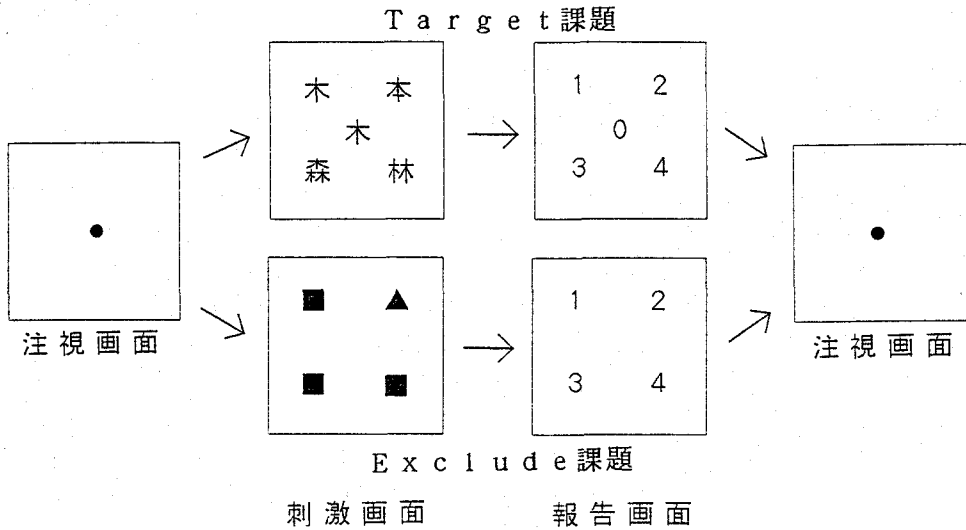 Target課題
木 本
木
森 林
1 2
0
3 4
注視画面
1 2
3 4
注視画面
Exclude課題
刺激画面 報告画面